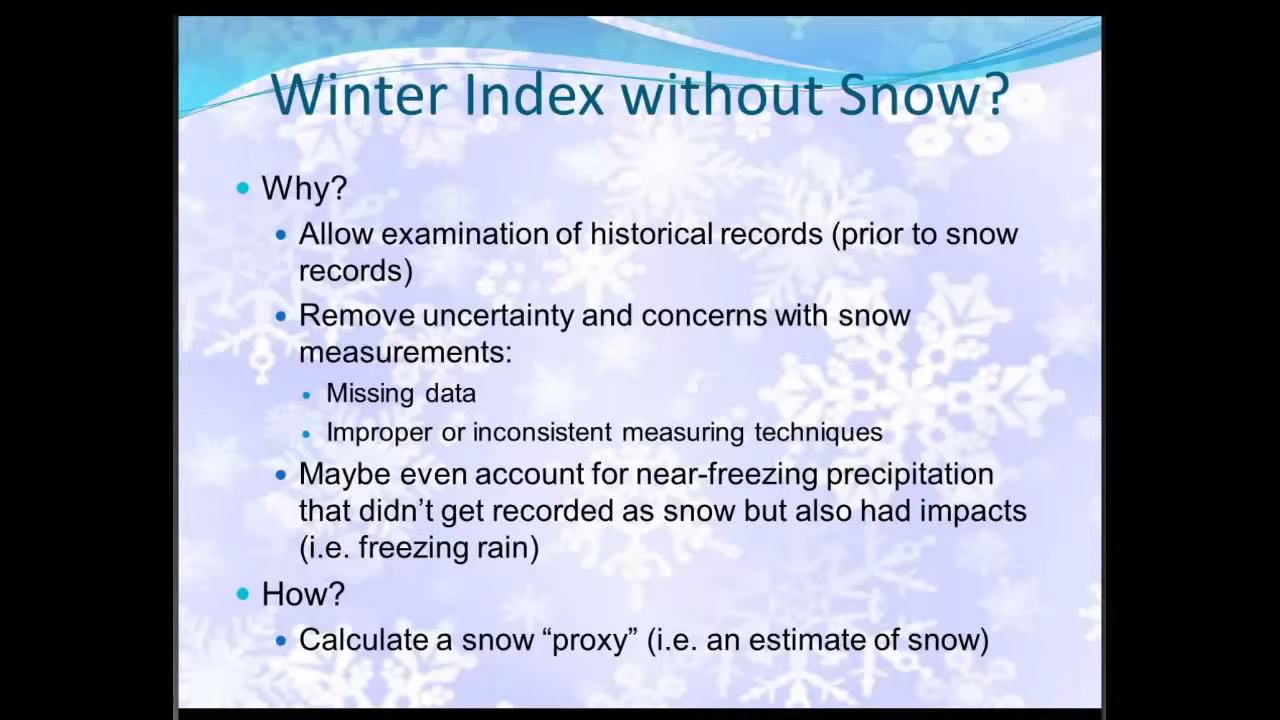 Winter Index without Snow?
• Why?
• Allow examination of historical records (prior to snow
records)
• Remove uncertainty and concerns with snow
measurements:
• Missing data
• Improper or inconsistent measuring techniques
• Maybe even account for near-freezing precipitation
that didn’t get recorded as snow but also had impacts
(i.e. freezing rain)
• How?
• Calculate a snow “proxy” (i.e. an estimate of snow)